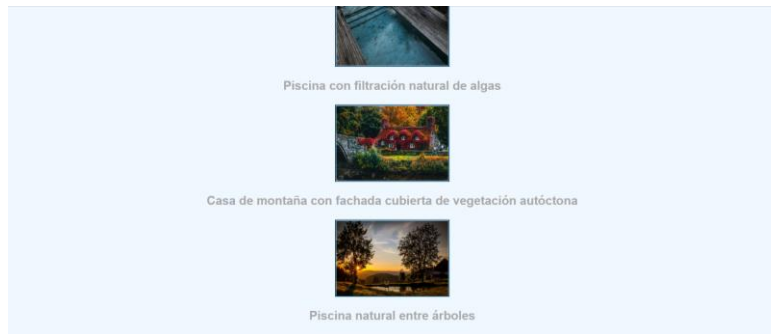 Piscina con filtración natural de algas
Casa de montaña con fachada cubierta de vegetación autóctona
Piscina natural entre árboles